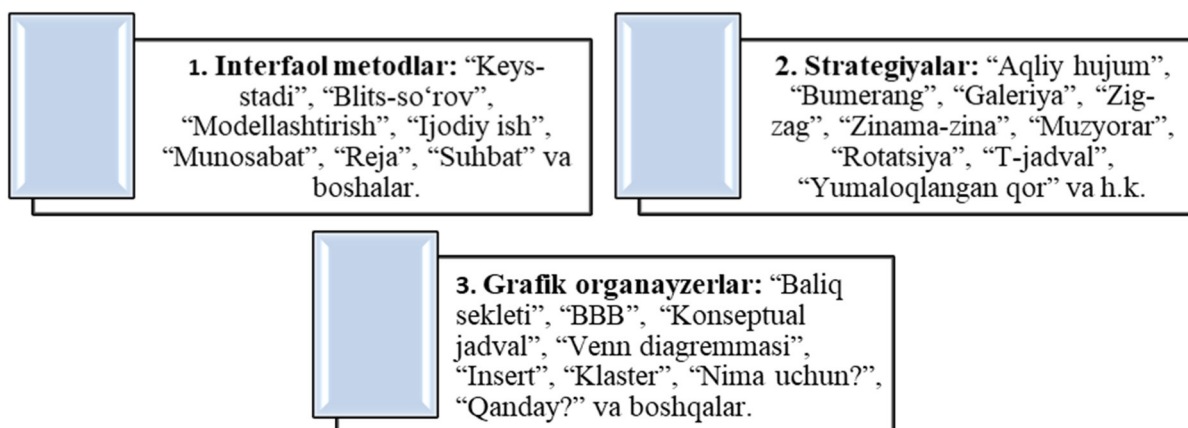 1. Interfaol metodlar: “Keys-
stadi”, “Blits-so‘rov”,
“Modellashtirish”, “Ijodiy ish”,
“Munosabat”, “Reja”, “Suhbat” va
boshalar.
2. Strategiyalar: “Aqliy hujum”,
“Bumerang”, “Galeriya”, “Zig-
zag”, “Zinama-zina”, “Muzyorar”,
“Rotatsiya”, “T-jadval”,
“Yumaloqlangan qor” va h.k.
3. Grafik organayzerlar: “Baliq
sekleti”, “BBB”, “Konseptual
jadval”, “Venn diagremmasi”,
“Insert”, “Klaster”, “Nima uchun?”,
“Qanday?” va boshqalar.